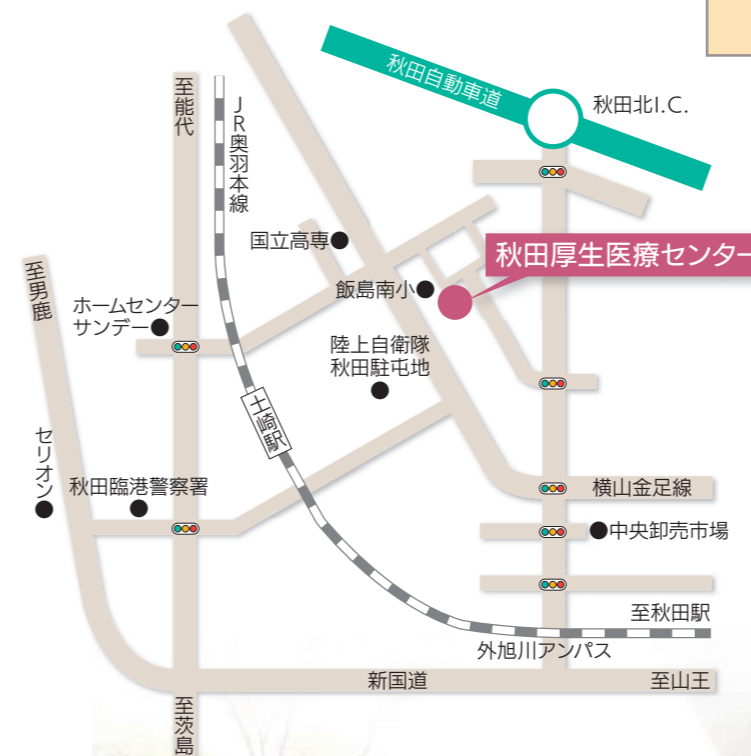 秋田自動車道
秋田北I.C.
至能代
JR奥羽本線
国立高専
秋田厚生医療センター
至男鹿
飯島南小
ホームセンター
サンデー
陸上自衛隊
秋田駐屯地
土崎駅
セリオン
秋田臨港警察署
横山金足線
中央卸売市場
至秋田駅
外旭川アンパス
新国道
至山王
至茨島